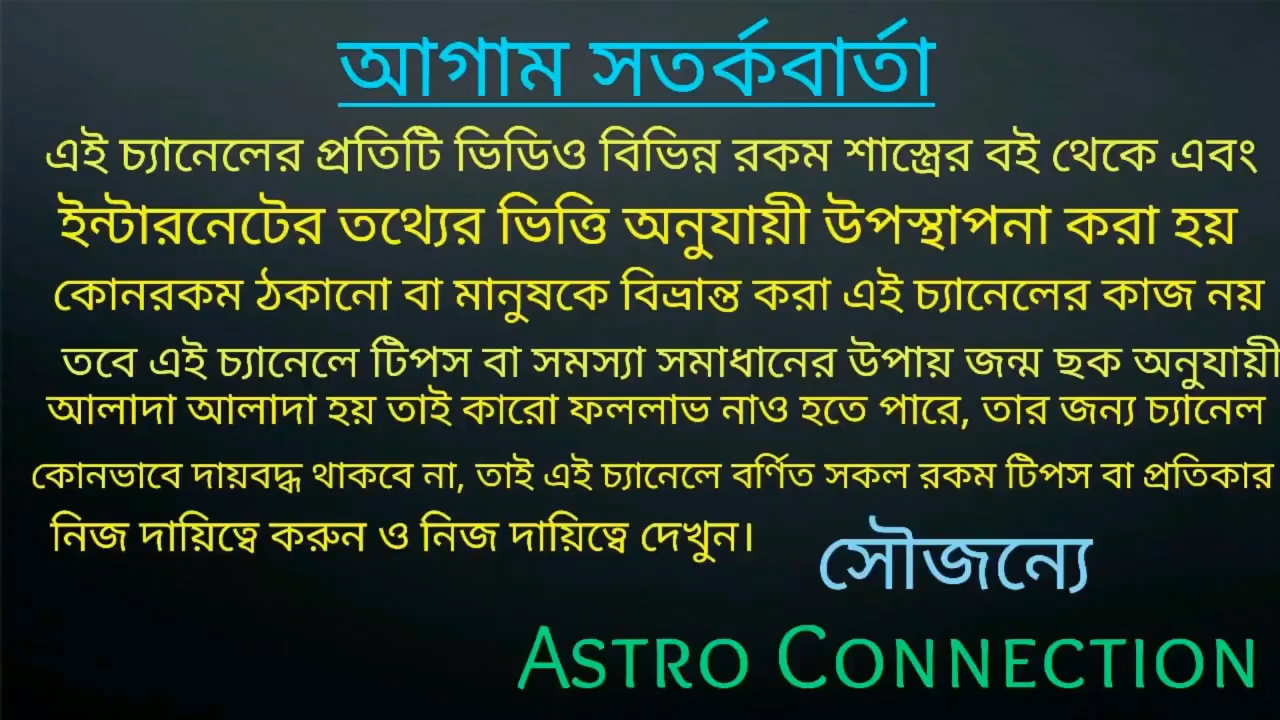 আগাম সতর্কবার্তা
এই চ্যানেলের প্রতিটি ভিডিও বিভিন্ন রকম শাস্ত্রের বই থেকে এবং
ইন্টারনেটের তথ্যের ভিত্তি অনুযায়ী উপস্থাপনা করা হয়
কোনরকম ঠকানো বা মানুষকে বিভ্রান্ত করা এই চ্যানেলের কাজ নয়
তবে এই চ্যানেলে টিপস বা সমস্যা সমাধানের উপায় জন্ম ছক অনুযায়ী
আলাদা আলাদা হয় তাই কারো ফললাভ নাও হতে পারে, তার জন্য চ্যানেল
কোনভাবে দায়বদ্ধ থাকবে না, তাই এই চ্যানেলে বর্ণিত সকল রকম টিপস বা প্রতিকার
নিজ দায়িত্বে করুন ও নিজ দায়িত্বে দেখুন।
সৌজন্যে
ASTRO CONNECTION